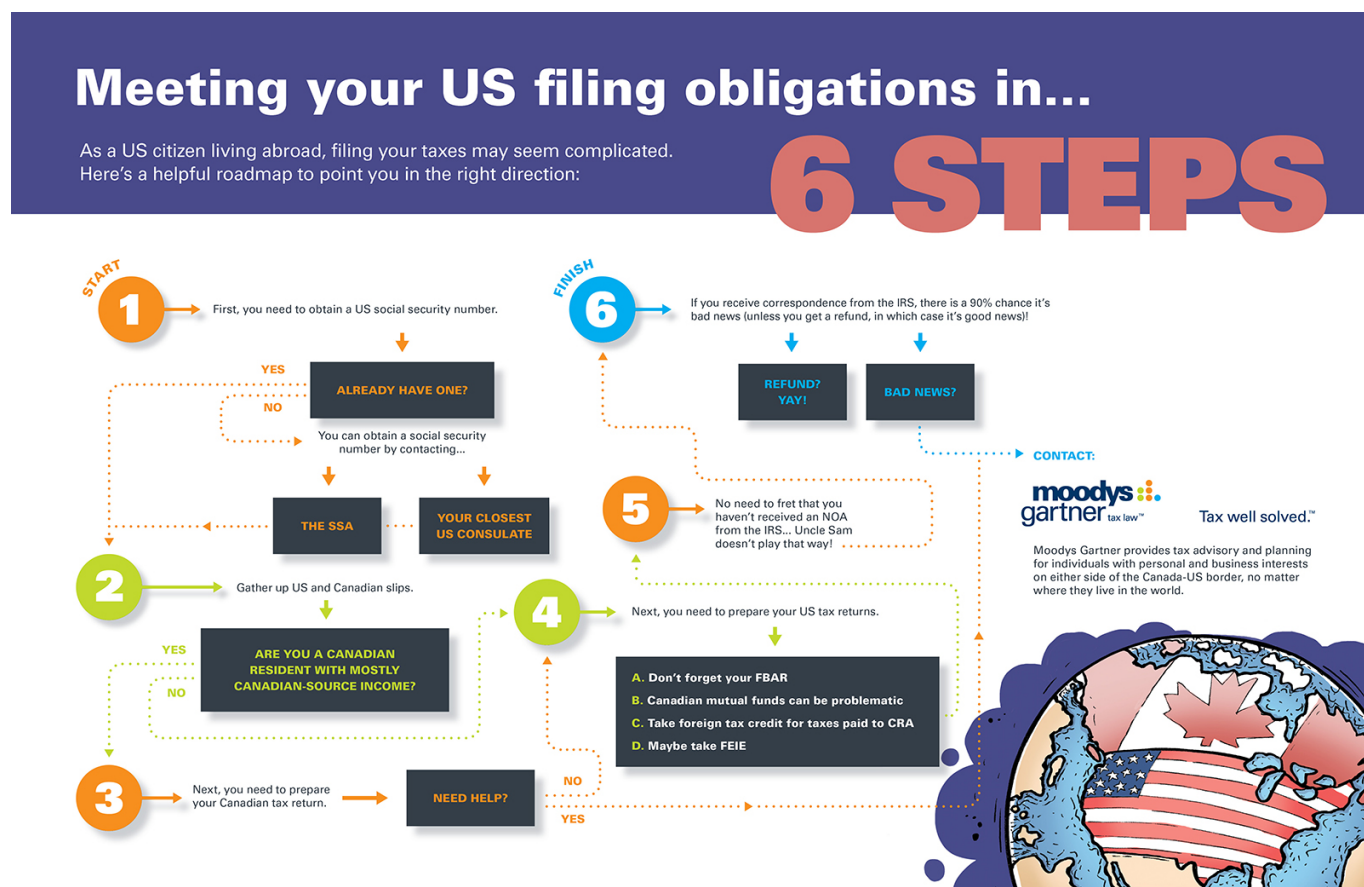 Meeting your US filing obligations in...
6 STEPS
As a US citizen living abroad, filing your taxes may seem complicated.
Here's a helpful roadmap to point you in the right direction:
START
1
First, you need to obtain a US social security number.
ALREADY HAVE ONE?
YES
NO
You can obtain a social security
number by contacting...
THE SSA
YOUR CLOSEST
US CONSULATE
2
Gather up US and Canadian slips.
ARE YOU A CANADIAN
RESIDENT WITH MOSTLY
CANADIAN-SOURCE INCOME?
YES
NO
3
Next, you need to prepare
your Canadian tax return.
NEED HELP?
NO
YES
4
Next, you need to prepare your US tax returns.
A. Don't forget your FBAR
B. Canadian mutual funds can be problematic
C. Take foreign tax credit for taxes paid to CRA
D. Maybe take FEIE
5
No need to fret that you
haven't received an NOA
from the IRS... Uncle Sam
doesn't play that way!
FINISH
6
If you receive correspondence from the IRS, there is a 90% chance it's
bad news (unless you get a refund, in which case it's good news)!
REFUND?
YAY!
BAD NEWS?
CONTACT:
moodys
gartner tax law™
Tax well solved.™
Moodys Gartner provides tax advisory and planning
for individuals with personal and business interests
on either side of the Canada-US border, no matter
where they live in the world.